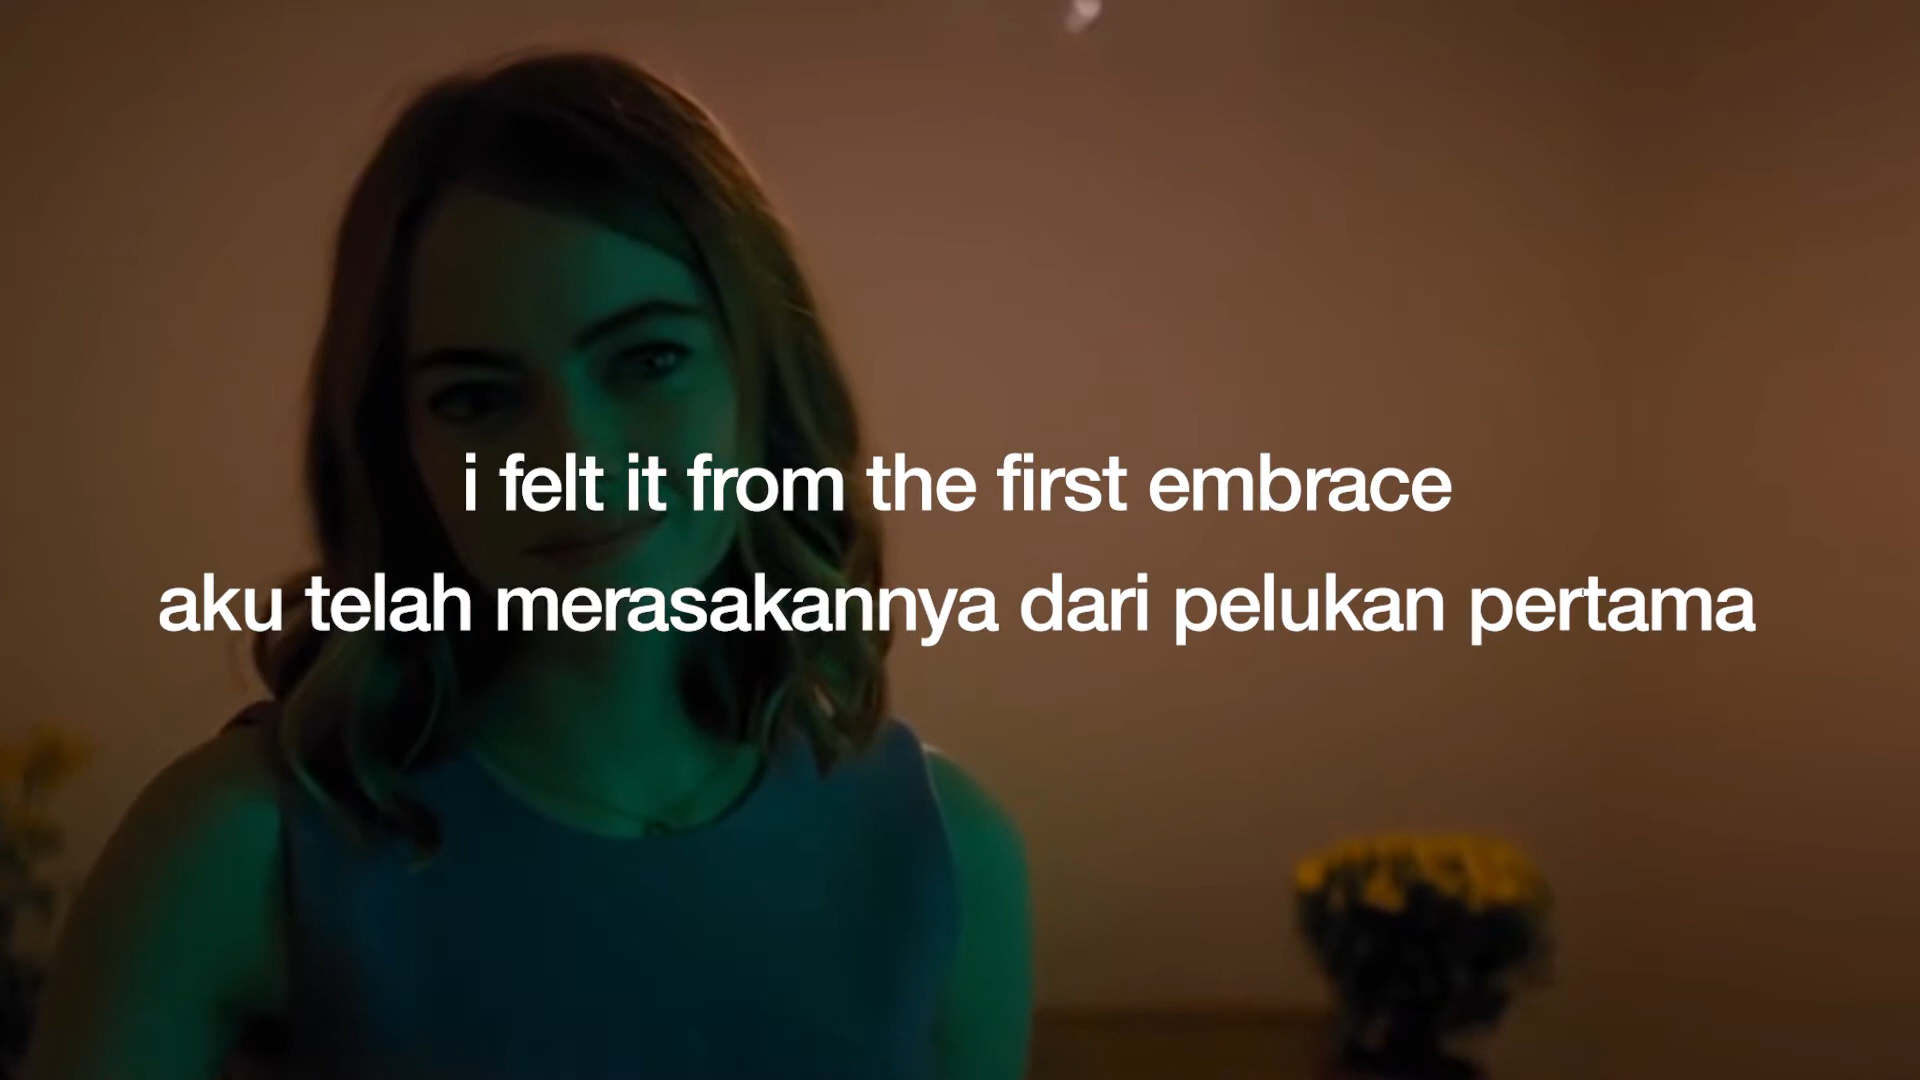 i felt it from the first embrace
aku telah merasakannya dari pelukan pertama